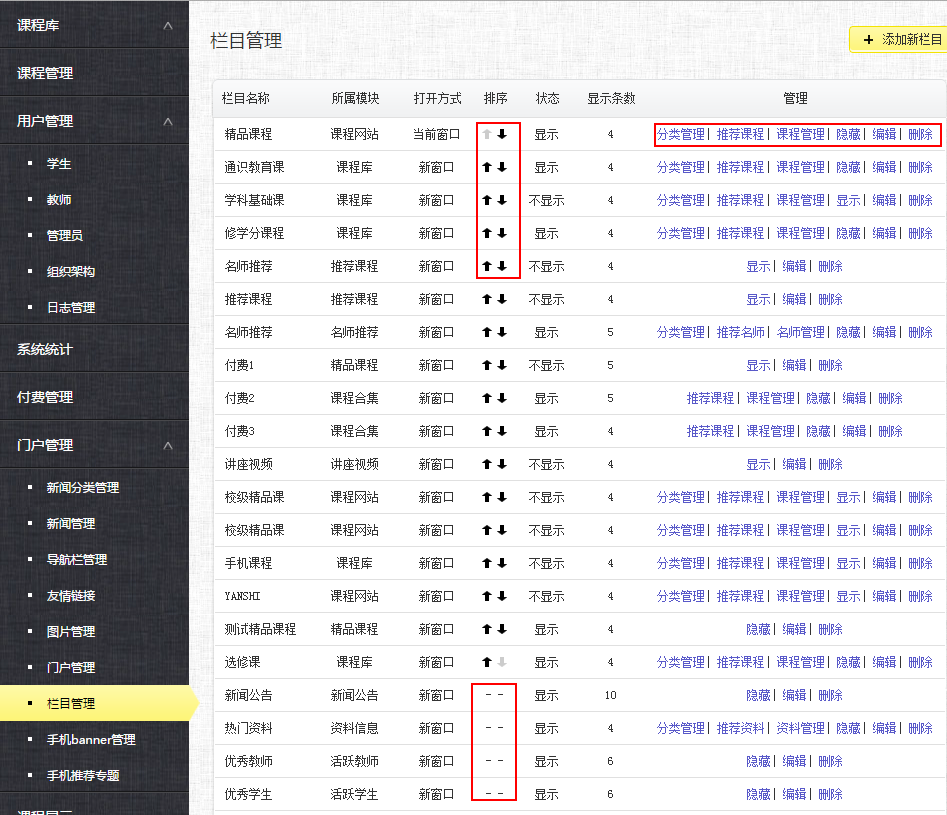 课程库
课程管理
用户管理
学生
教师
管理员
组织架构
日志管理
系统统计
付费管理
门户管理
新闻分类管理
新闻管理
导航栏管理
友情链接
图片管理
门户管理
栏目管理
手机banner管理
手机推荐专题
栏目管理
+ 添加新栏目
栏目名称 所属模块 打开方式 排序 状态 显示条数 管理
精品课程 课程网站 当前窗口 ↑ ↓ 显示 4 分类管理| 推荐课程| 课程管理| 隐藏| 编辑| 删除
通识教育课 课程库 新窗口 ↑ ↓ 显示 4 分类管理| 推荐课程| 课程管理| 隐藏| 编辑| 删除
学科基础课 课程库 新窗口 ↑ ↓ 不显示 4 分类管理| 推荐课程| 课程管理| 显示| 编辑| 删除
修学分课程 课程库 新窗口 ↑ ↓ 显示 4 分类管理| 推荐课程| 课程管理| 隐藏| 编辑| 删除
名师推荐 推荐课程 新窗口 ↑ ↓ 不显示 4 显示| 编辑| 删除
推荐课程 推荐课程 新窗口 ↑ ↓ 不显示 4 显示| 编辑| 删除
名师推荐 名师推荐 新窗口 ↑ ↓ 显示 5 分类管理| 推荐名师| 名师管理| 隐藏| 编辑| 删除
付费1 精品课程 新窗口 ↑ ↓ 不显示 5 显示| 编辑| 删除
付费2 课程合集 新窗口 ↑ ↓ 显示 5 推荐课程| 课程管理| 隐藏| 编辑| 删除
付费3 课程合集 新窗口 ↑ ↓ 显示 4 推荐课程| 课程管理| 隐藏| 编辑| 删除
讲座视频 讲座视频 新窗口 ↑ ↓ 不显示 4 显示| 编辑| 删除
校级精品课 课程网站 新窗口 ↑ ↓ 不显示 4 分类管理| 推荐课程| 课程管理| 显示| 编辑| 删除
校级精品课 课程网站 新窗口 ↑ ↓ 不显示 4 分类管理| 推荐课程| 课程管理| 显示| 编辑| 删除
手机课程 课程库 新窗口 ↑ ↓ 不显示 4 分类管理| 推荐课程| 课程管理| 显示| 编辑| 删除
YANSHI 课程网站 新窗口 ↑ ↓ 不显示 4 分类管理| 推荐课程| 课程管理| 显示| 编辑| 删除
测试精品课程 精品课程 新窗口 ↑ ↓ 显示 4 隐藏| 编辑| 删除
选修课 课程库 新窗口 ↑ ↓ 显示 4 分类管理| 推荐课程| 课程管理| 隐藏| 编辑| 删除
新闻公告 新闻公告 新窗口 - - 显示 10 隐藏| 编辑| 删除
热门资料 资料信息 新窗口 - - 显示 4 分类管理| 推荐资料| 资料管理| 隐藏| 编辑| 删除
优秀教师 活跃教师 新窗口 - - 显示 6 隐藏| 编辑| 删除
优秀学生 活跃学生 新窗口 - - 显示 6 隐藏| 编辑| 删除